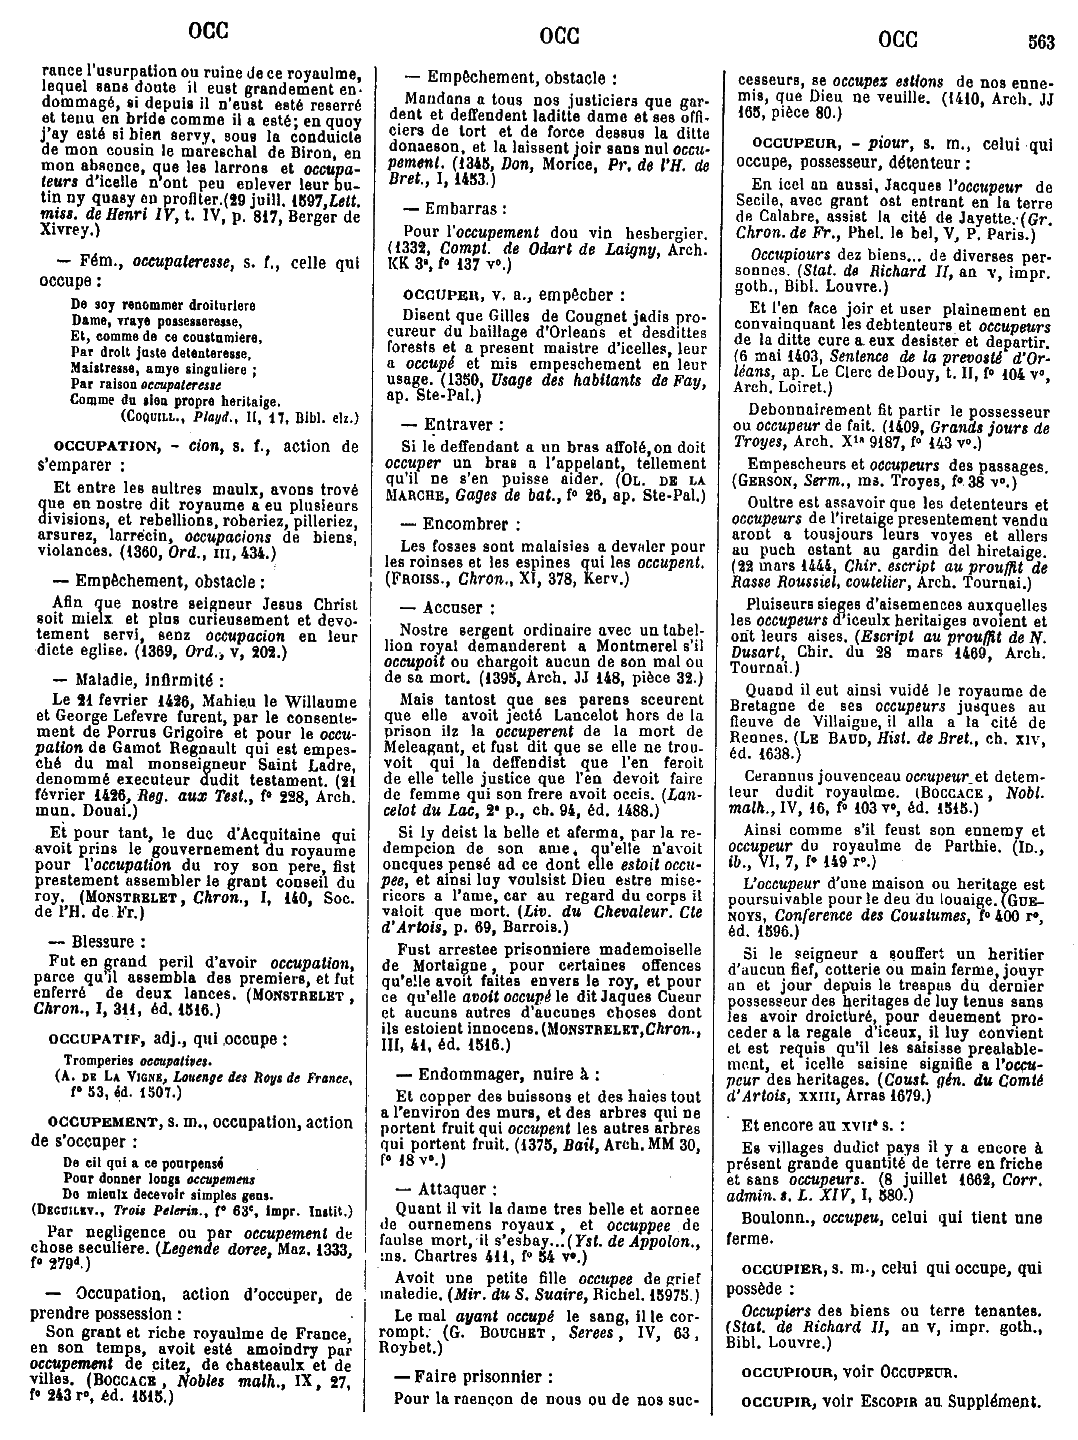 OCC
OCC
OCC
563
rance l'usurpation ou ruine de ce royaulme,
lequel sans doute il eust grandement en-
dommagé, si depuis il n'eust esté reserré
et tenu en bride comme il a esté; en quoy
j'ay esté si bien servy, sous la conduicte
de mon cousin le mareschal de Biron, en
mon absence, que les larrons et occupa-
teurs d'icelle n'ont peu enlever leur bu-
tin ny quasy en profiter. (29 juill. 1597, Lett.
miss. de Henri IV, t. IV, p. 817, Berger de
Xivrey.)
— Fém., occupateresse, s. f., celle qui
occupe :
De soy renommer droituriere
Dame, vraye possesseresse,
Et, comme de ce coustumiere,
Par droit juste detenteresse,
Maistresse, amye singuliere ;
Par raison occupateresse
Comme du sien propre heritaige.
(COQUILL., Playd., II, 17, Bibl. elz.)
OCCUPATION, - cion, s. f., action de
s'emparer :
Et entre les aultres maulx, avons trové
que en nostre dit royaume a eu plusieurs
divisions, et rebellions, roberiez, pilleriez,
arsurez, larrecin, occupacions de biens,
violances. (1360, Ord., III, 434.)
— Empêchement, obstacle :
Afin que nostre seigneur Jesus Christ
soit mielx et plus curieusement et devo-
tement servi, senz occupacion en leur
dicte eglise. (1369, Ord., V, 202.)
— Maladie, infirmité :
Le 21 fevrier 1426, Mahieu le Willaume
et George Lefevre furent, par le consente-
ment de Porrus Grigoire et pour le occu-
pation de Gamot Regnault qui est empes-
ché du mal monseigneur Saint Ladre,
denommé executeur dudit testament. (21
février 1426, Reg. aux Test., f° 228, Arch.
mun. Douai.)
Et pour tant, le duc d'Acquitaine qui
avoit prins le gouvernement du royaume
pour l'occupation du roy son pere, fist
prestement assembler le grant conseil du
roy. (MONSTRELET, Chron., I, 140, Soc.
de l'H. de Fr.)
— Blessure :
Fut en grand peril d'avoir occupation,
parce qu'il assembla des premiers, et fut
enferré de deux lances. (MONSTRELET,
Chron., I, 311, éd. 1516.)
OCCUPATIF, adj., qui occupe :
Tromperies occupatives.
(A. DE LA VIGNE, Louenge des Roys de France,
f° 53, éd. 1507.)
OCCUPEMENT, s. m., occupation, action
de s'occuper :
De cil qui a ce pourpensé
Pour donner longs occupemens
Do mieulx decevoir simples gens.
(DEGUILEV., Trois Pelerin., f° 63ᶜ, impr. Instit.)
Par negligence ou par occupement de
chose seculiere. (Legende doree, Maz. 1333,
f° 279ᵈ.)
— Occupation, action d'occuper, de
prendre possession :
Son grant et riche royaulme de France,
en son temps, avoit esté amoindry par
occupement de citez, de chasteaulx et de
villes. (BOCCACE, Nobles malh., IX, 27,
f° 243 r°, éd. 1515.)
— Empêchement, obstacle :
Mandans a tous nos justiciers que gar-
dent et deffendent laditte dame et ses offi-
ciers de tort et de force dessus la ditte
donaeson, et la laissent joir sans nul occu-
pement. (1345, Don, Morice, Pr. de l'H. de
Bret., I, 1453.)
— Embarras :
Pour l'occupement dou vin hesbergier.
(1332, Compt. de Odart de Laigny, Arch.
KK 3ᵃ, f° 137 v°.)
OCCUPER, v. a., empêcher :
Disent que Gilles de Cougnet jadis pro-
cureur du baillage d'Orleans et desdittes
forests et a present maistre d'icelles, leur
a occupé et mis empeschement en leur
usage. (1350, Usage des habitants de Fay,
ap. Ste-Pal.)
— Entraver :
Si le deffendant a un bras affolé, on doit
occuper un bras a l'appelant, tellement
qu'il ne s'en puisse aider. (OL. DE LA
MARCHE, Gages de bat., f° 26, ap. Ste-Pal.)
— Encombrer :
Les fosses sont malaisies a devaler pour
les roinses et les espines qui les occupent.
(FROISS., Chron., XI, 378, Kerv.)
— Accuser :
Nostre sergent ordinaire avec un tabel-
lion royal demanderent a Montmerel s'il
occupoit ou chargoit aucun de son mal ou
de sa mort. (1395, Arch. JJ 148, pièce 32.)
Mais tantost que ses parens sceurent
que elle avoit jecté Lancelot hors de la
prison ilz la occuperent de la mort de
Meleagant, et fust dit que se elle ne trou-
voit qui la deffendist que l'en feroit
de elle telle justice que l'en devoit faire
de femme qui son frere avoit occis. (Lan-
celot du Lac, 2ᵉ p., ch. 94, éd. 1488.)
Si ly deist la belle et aferma, par la re-
dempcion de son ame, qu'elle n'avoit
oncques pensé ad ce dont elle estoit occu-
pee, et ainsi luy voulsist Dieu estre mise-
ricors a l'ame, car au regard du corps il
valoit que mort. (Liv. du Chevaleur. Cte
d'Artois, p. 69, Barrois.)
Fust arrestee prisonniere mademoiselle
de Mortaigne, pour certaines offences
qu'elle avoit faites envers le roy, et pour
ce qu'elle avoit occupé le dit Jaques Cueur
et aucuns autres d'aucunes choses dont
ils estoient innocens. (MONSTRELET, Chron.,
III, 41, éd. 1516.)
— Endommager, nuire à :
Et copper des buissons et des haies tout
a l'environ des murs, et des arbres qui ne
portent fruit qui occupent les autres arbres
qui portent fruit. (1375, Bail, Arch. MM 30,
f° 18 v°.)
— Attaquer :
Quant il vit la dame tres belle et aornee
de ournemens royaux, et occuppee de
faulse mort, il s'esbay... (Yst. de Appolon.,
ms. Chartres 411, f° 54 v°.)
Avoit une petite fille occupee de grief
maledie. (Mir. du S. Suaire, Richel. 15975.)
Le mal ayant occupé le sang, il le cor-
rompt. (G. BOUCHET, Serees, IV, 63,
Roybet.)
— Faire prisonnier :
Pour la raençon de nous ou de nos suc-
cesseurs, se occupez estions de nos enne-
mis, que Dieu ne veuille. (1410, Arch. JJ
165, pièce 80.)
OCCUPEUR, - piour, s. m., celui qui
occupe, possesseur, détenteur :
En icel an aussi, Jacques l'occupeur de
Secile, avec grant ost entrant en la terre
de Calabre, assist la cité de Jayette. (Gr.
Chron. de Fr., Phel. le bel, V, P. Paris.)
Occupiours dez biens... de diverses per-
sonnes. (Stat. de Richard II, an V, impr.
goth., Bibl. Louvre.)
Et l'en face joir et user plainement en
convainquant les debtenteurs et occupeurs
de la ditte cure a eux desister et departir.
(6 mai 1403, Sentence de la prevosté d'Or-
léans, ap. Le Clerc de Douy, t. II, f° 104 v°,
Arch. Loiret.)
Debonnairement fit partir le possesseur
ou occupeur de fait. (1409, Grands jours de
Troyes, Arch. X¹ᵃ 9187, f° 143 v°.)
Empescheurs et occupeurs des passages.
(GERSON, Serm., ms. Troyes, f° 38 v°.)
Oultre est assavoir que les detenteurs et
occupeurs de l'iretaige presentement vendu
aront a tousjours leurs voyes et allers
au puch estant au gardin del hiretaige.
(22 mars 1444, Chir. escript au prouffit de
Rasse Roussiel, coutelier, Arch. Tournai.)
Pluiseurs sieges d'aisemences auxquelles
les occupeurs d'iceulx heritaiges avoient et
ont leurs aises. (Escript au prouffit de N.
Dusart, Chir. du 28 mars 1469, Arch.
Tournai.)
Quand il eut ainsi vuidé le royaume de
Bretagne de ses occupeurs jusques au
fleuve de Villaigue, il alla a la cité de
Rennes. (LE BAUD, Hist. de Bret., ch. XIV,
éd. 1638.)
Cerannus jouvenceau occupeur et detem-
teur dudit royaulme. (BOCCACE, Nobl.
malh., IV, 16, f° 103 v°, éd. 1515.)
Ainsi comme s'il feust son ennemy et
occupeur du royaulme de Parthie. (ID.,
ib., VI, 7, f° 149 r°.)
L'occupeur d'une maison ou heritage est
poursuivable pour le deu du louaige. (GUE-
NOYS, Conference des Coustumes, f° 400 r°,
éd. 1596.)
Si le seigneur a souffert un heritier
d'aucun fief, cotterie ou main ferme, jouyr
an et jour depuis le trespus du dernier
possesseur des heritages de luy tenus sans
les avoir droicturé, pour deuement pro-
ceder a la regale d'iceux, il luy convient
et est requis qu'il les saisisse prealable-
ment, et icelle saisine signifie a l'occu-
peur des heritages. (Coust. gén. du Comté
d'Artois, XXIII, Arras 1679.)
Et encore au XVIIᵉ s. :
Es villages dudict pays il y a encore à
présent grande quantité de terre en friche
et sans occupeurs. (8 juillet 1662, Corr.
admin. s. L. XIV, I, 580.)
Boulonn., occupeu, celui qui tient une
ferme.
OCCUPIER, s. m., celui qui occupe, qui
possède :
Occupiers des biens ou terre tenantes.
(Stat. de Richard II, an V, impr. goth.,
Bibl. Louvre.)
OCCUPIOUR, voir OCCUPEUR.
OCCUPIR, voir ESCOPIR au Supplément.